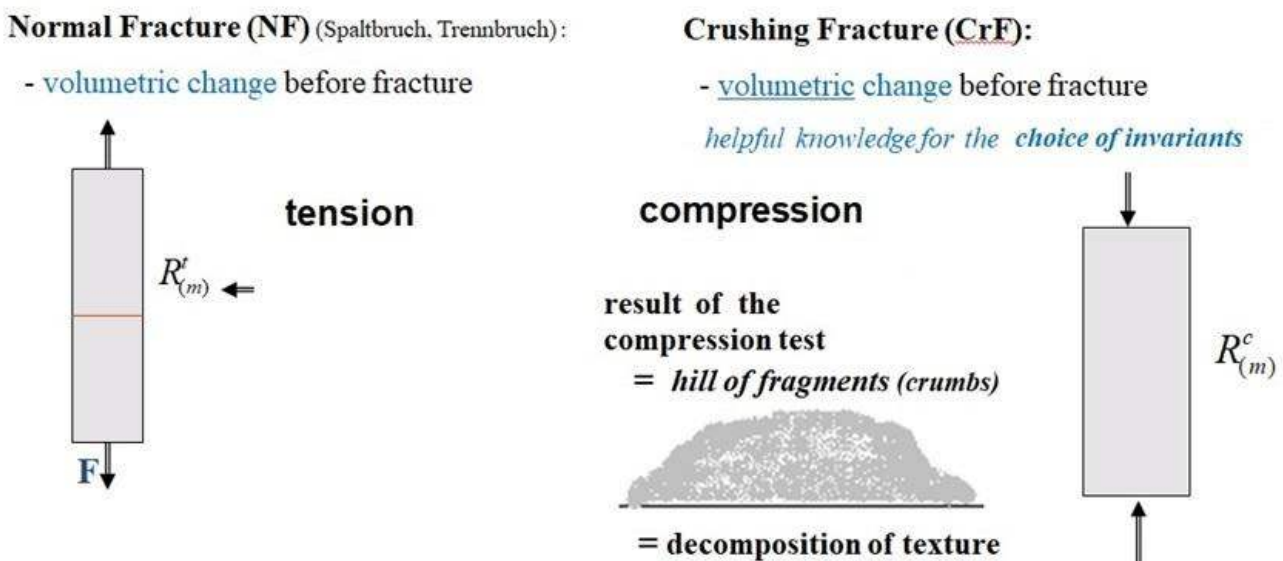 Normal Fracture (NF) (Spaltbruch, Trennbruch):
- volumetric change before fracture
tension
R^t_(m)
F
Crushing Fracture (CrF):
- volumetric change before fracture
helpful knowledge for the choice of invariants
compression
result of the
compression test
= hill of fragments (crumbs)
= decomposition of texture
R^c_(m)